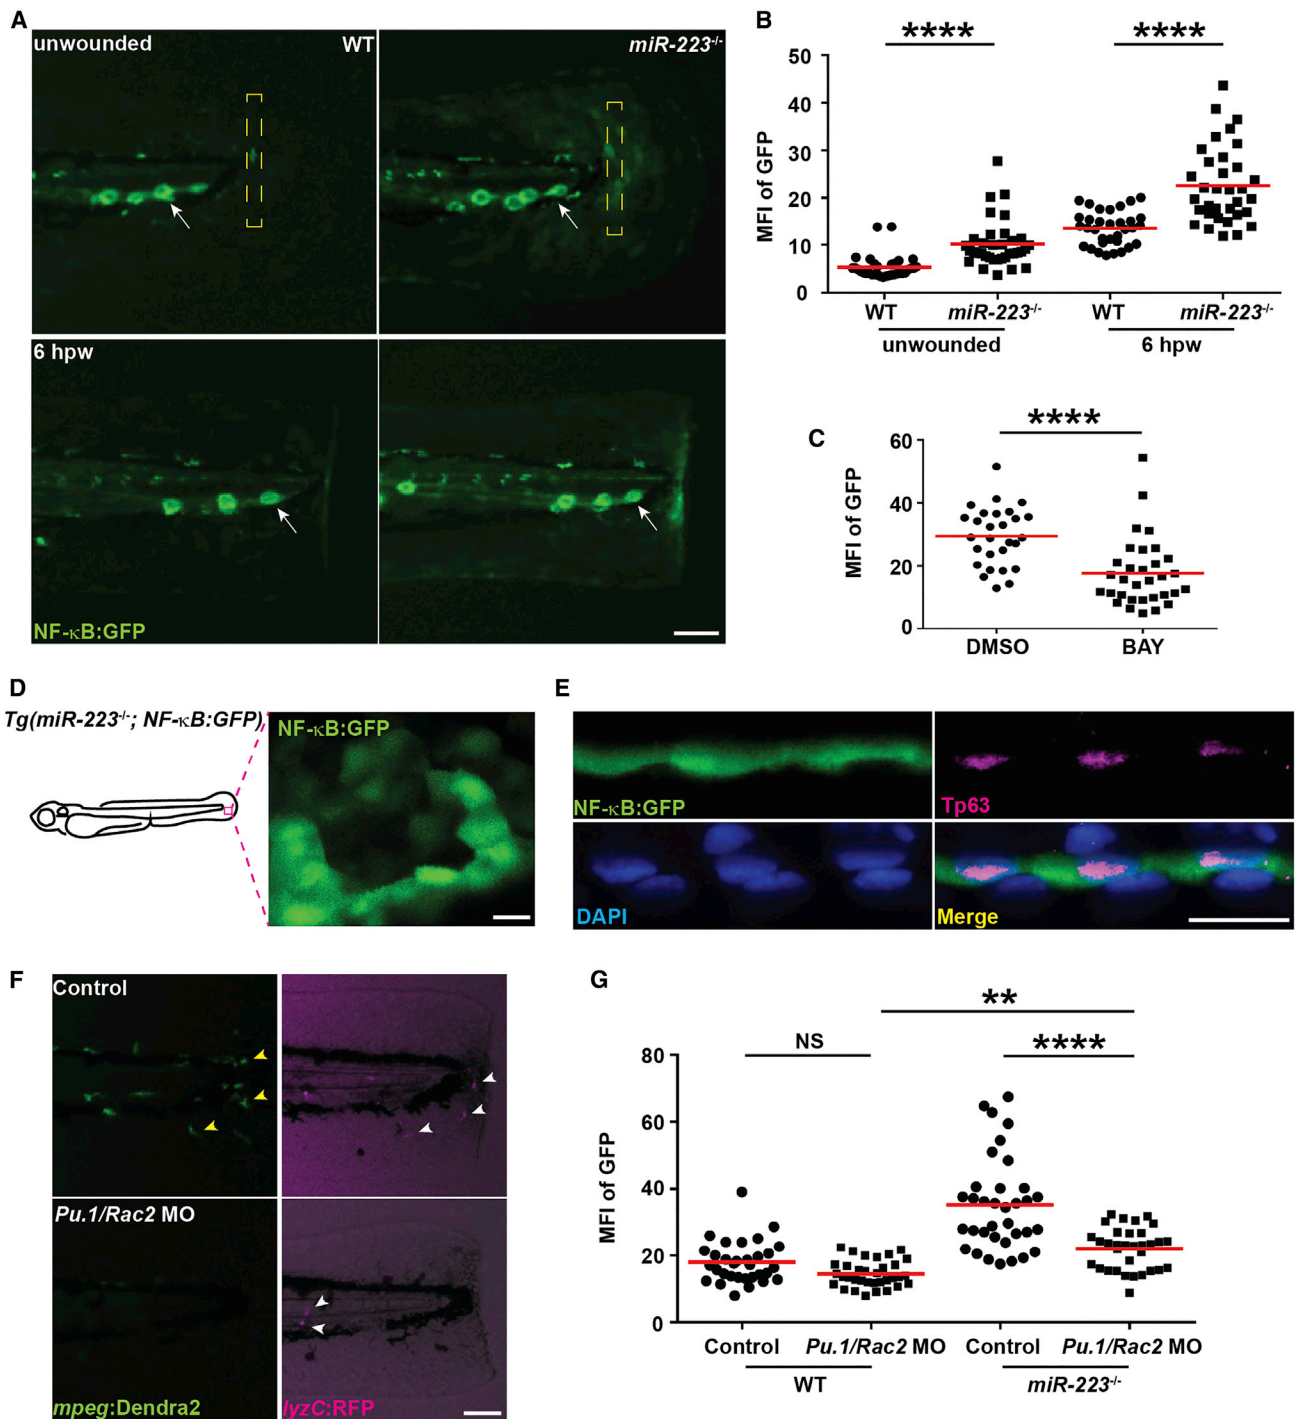 A
unwounded
WT
miR-223-/-
6 hpw
NF-κB:GFP
B
****
****
MFI of GFP
50
40
30
20
10
0
WT
miR-223-/-
WT
miR-223-/-
unwounded
6 hpw
C
****
MFI of GFP
60
40
20
0
DMSO
BAY
D
Tg(miR-223-/-; NF-κB:GFP)
NF-κB:GFP
E
NF-κB:GFP
Tp63
DAPI
Merge
F
Control
Pu.1/Rac2 MO
mpeg:Dendra2
lyzC:RFP
G
**
NS
****
MFI of GFP
80
60
40
20
0
Control
Pu.1/Rac2 MO
Control
Pu.1/Rac2 MO
WT
miR-223-/-